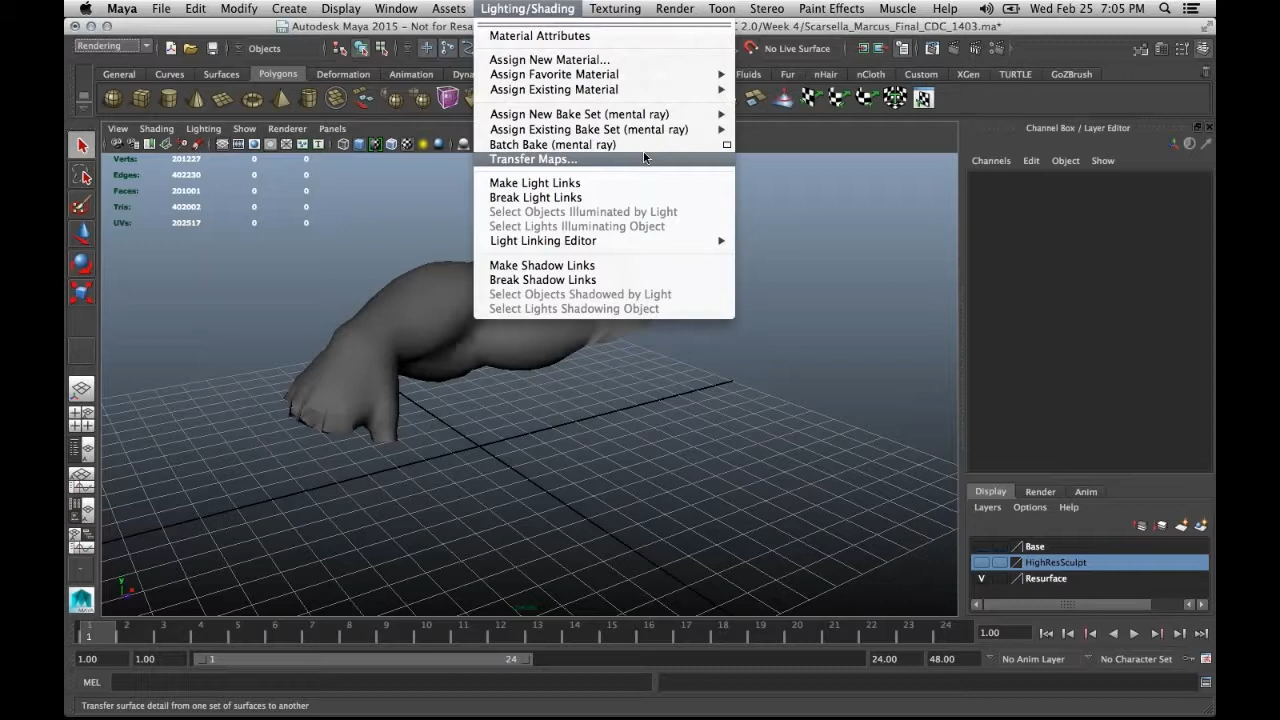 Maya File Edit Modify Create Display Window Assets Lighting/Shading Texturing Render Toon Stereo Paint Effects Muscle Help Wed Feb 25 7:05 PM
Autodesk Maya 2015 - Not for Resa 2.0/Week 4/Scarsella_Marcus_Final_CDC_1403.ma*
Rendering Objects No Live Surface
General Curves Surfaces Polygons Deformation Animation Dyna Fluids Fur nHair nCloth Custom XGen TURTLE GoZBrush
Material Attributes
Assign New Material...
Assign Favorite Material
Assign Existing Material
Assign New Bake Set (mental ray)
Assign Existing Bake Set (mental ray)
Batch Bake (mental ray)
Transfer Maps...
Make Light Links
Break Light Links
Select Objects Illuminated by Light
Select Lights Illuminating Object
Light Linking Editor
Make Shadow Links
Break Shadow Links
Select Objects Shadowed by Light
Select Lights Shadowing Object
View Shading Lighting Show Renderer Panels
Verts: 201227 0 0
Edges: 402230 0 0
Faces: 201001 0 0
Tris: 402002 0 0
UVs: 202517 0 0
y
Channel Box / Layer Editor
Channels Edit Object Show
Display Render Anim
Layers Options Help
Base
HighResSculpt
V Resurface
1 2 3 4 5 6 7 8 9 10 11 12 13 14 15 16 17 18 19 20 21 22 23 24
1 1.00
1.00 1.00 1 24 24.00 48.00 No Anim Layer No Character Set
MEL
Transfer surface detail from one set of surfaces to another